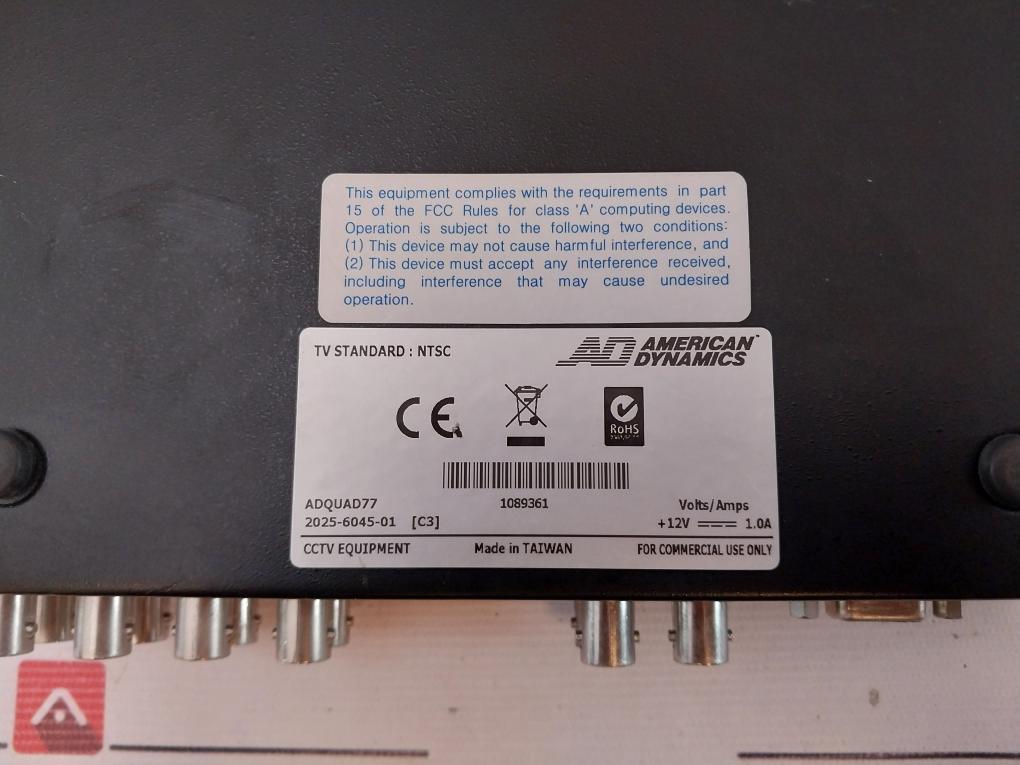 This equipment complies with the requirements in part
15 of the FCC Rules for class 'A' computing devices.
Operation is subject to the following two conditions:
(1) This device may not cause harmful interference, and
(2) This device must accept any interference received,
including interference that may cause undesired
operation.
TV STANDARD : NTSC
AD AMERICAN DYNAMICS™
CE
RoHS
ADQUAD77
1089361
Volts/Amps
2025-6045-01 [C3]
+12V 1.0A
CCTV EQUIPMENT
Made in TAIWAN
FOR COMMERCIAL USE ONLY